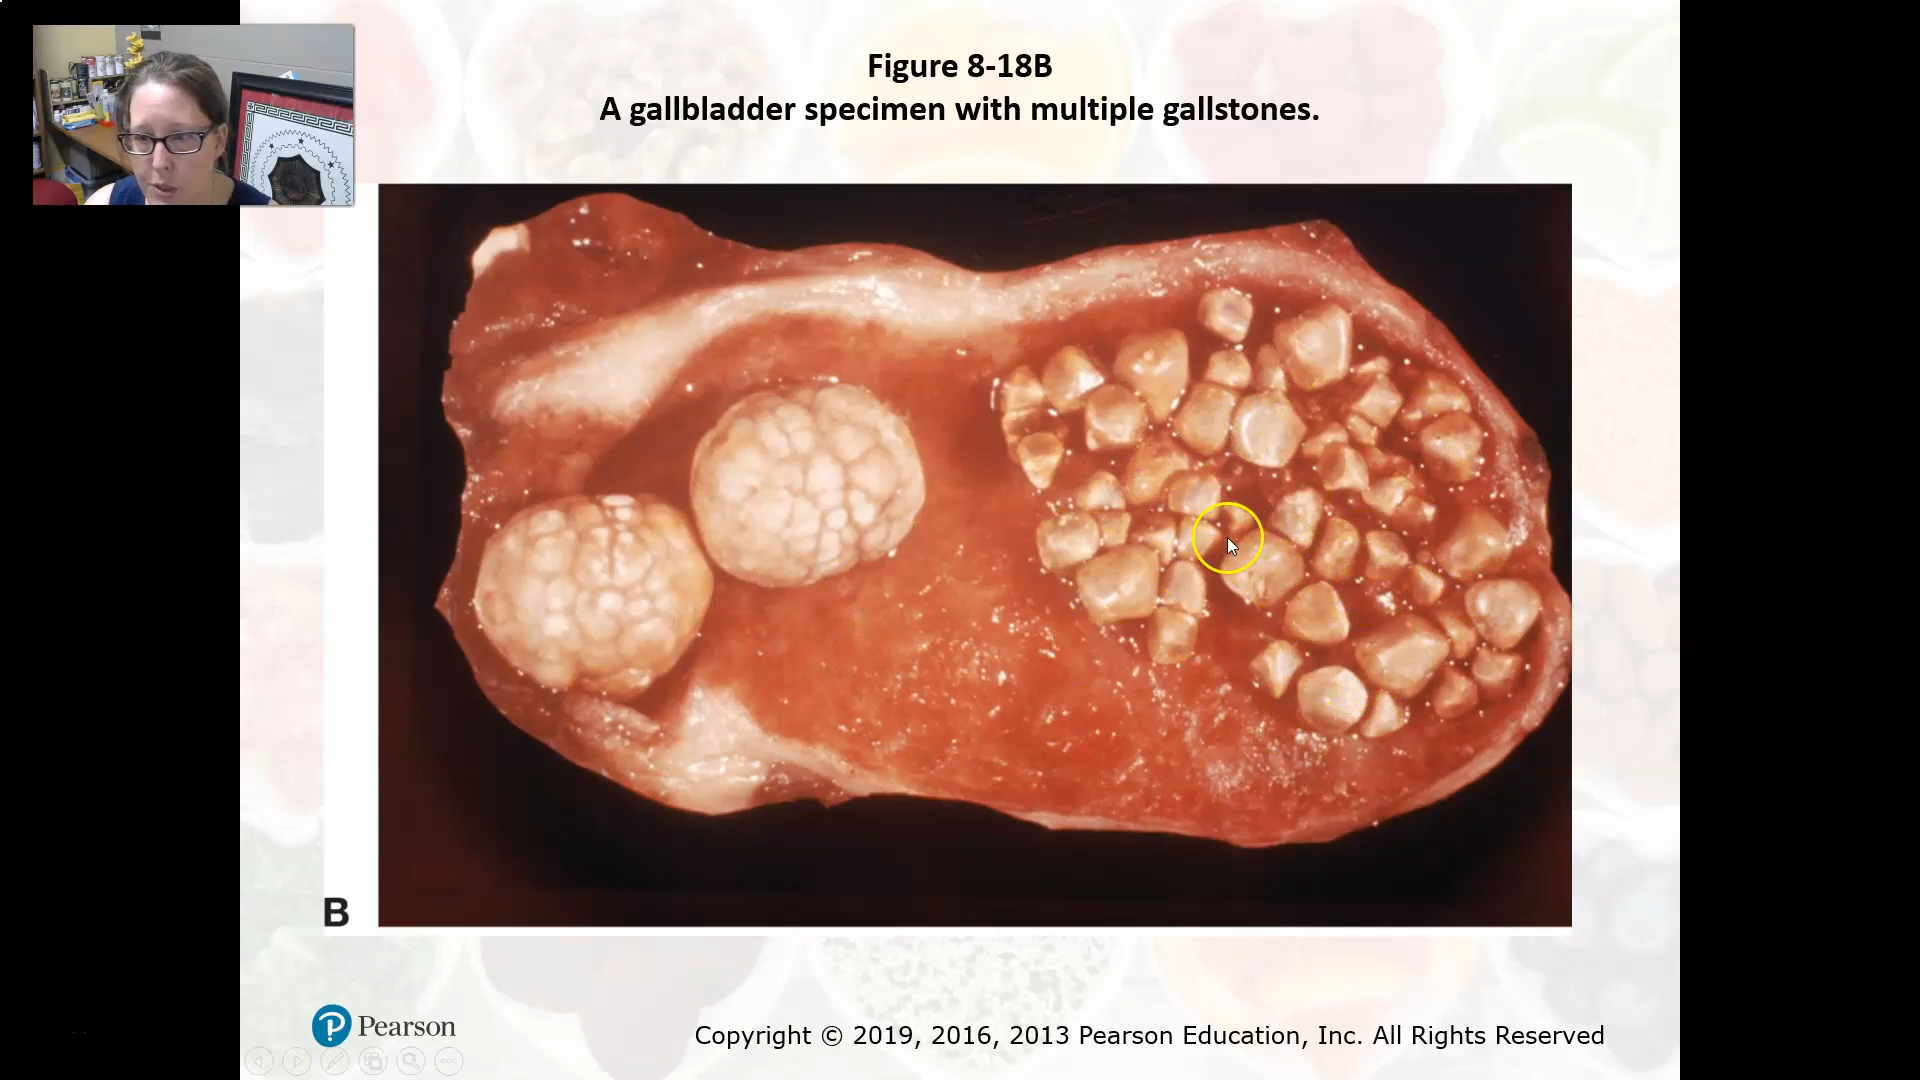 Figure 8-18B
A gallbladder specimen with multiple gallstones.
B
Pearson
Copyright © 2019, 2016, 2013 Pearson Education, Inc. All Rights Reserved